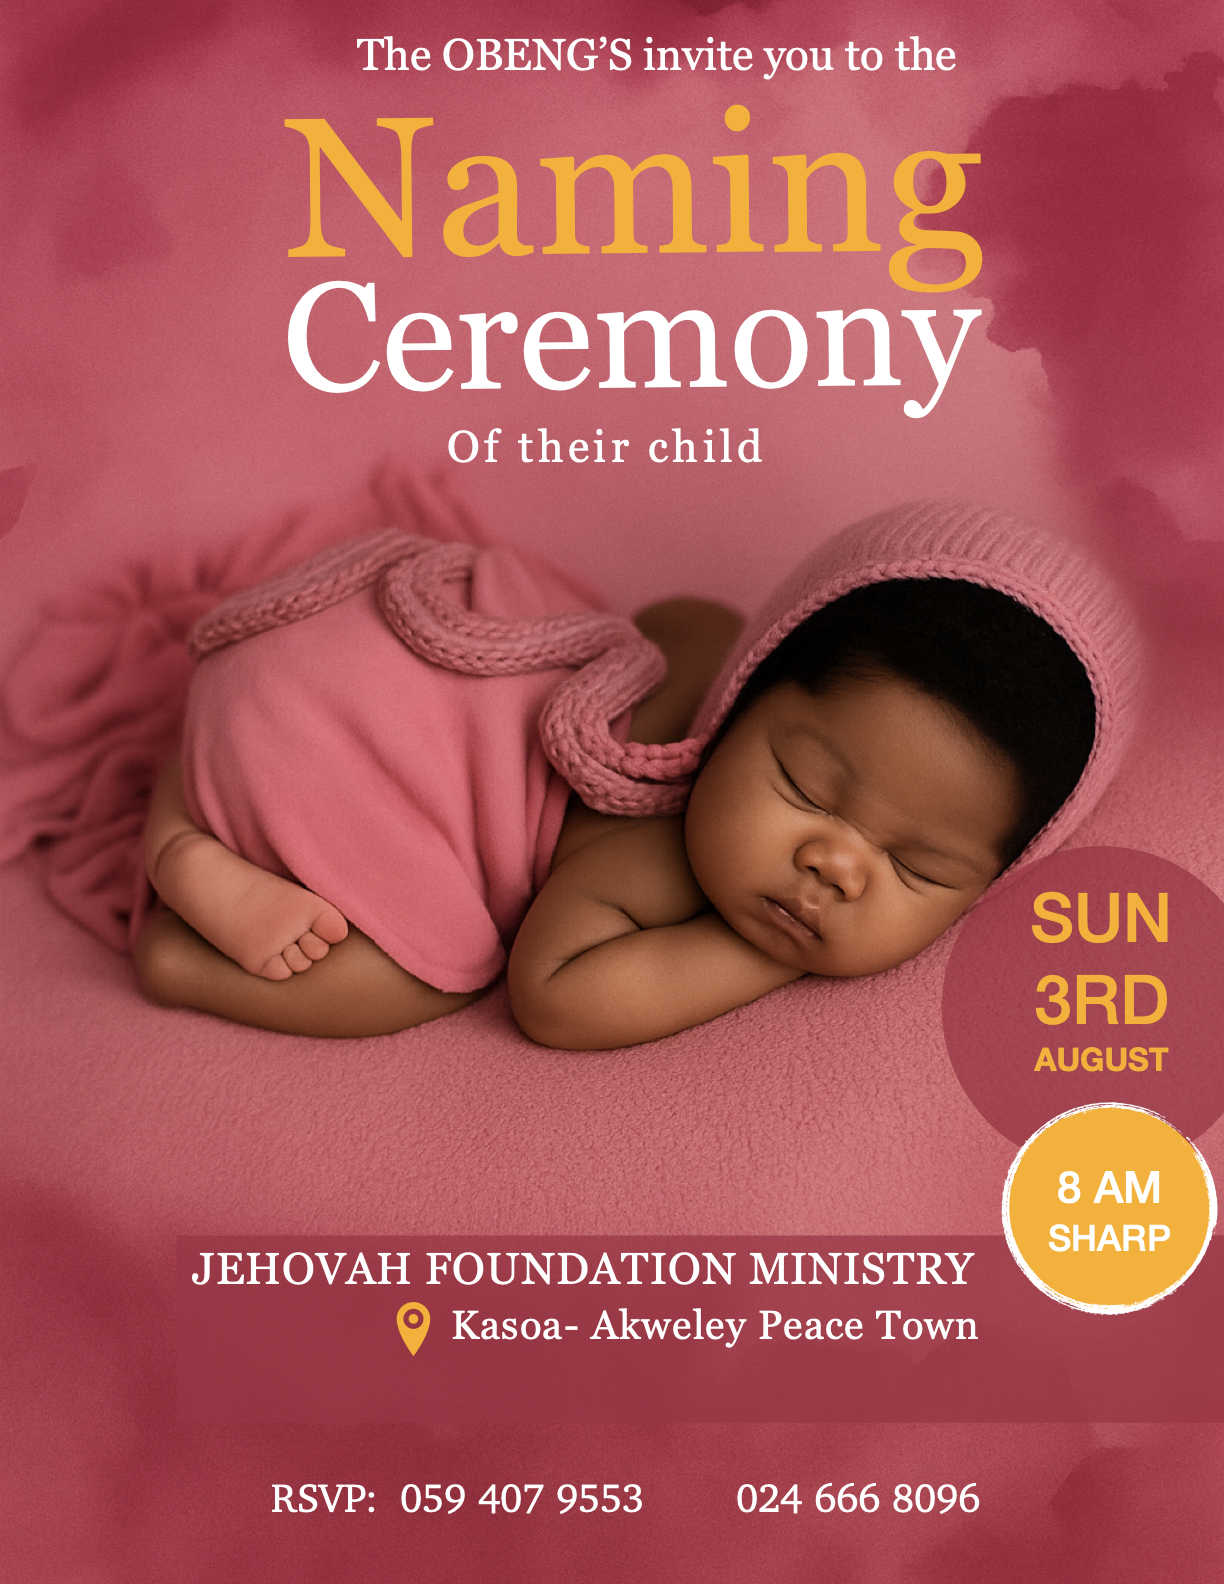 The OBENG’S invite you to the
Naming
Ceremony
Of their child
SUN
3RD
AUGUST
8 AM
SHARP
JEHOVAH FOUNDATION MINISTRY
Kasoa- Akweley Peace Town
RSVP: 059 407 9553 024 666 8096